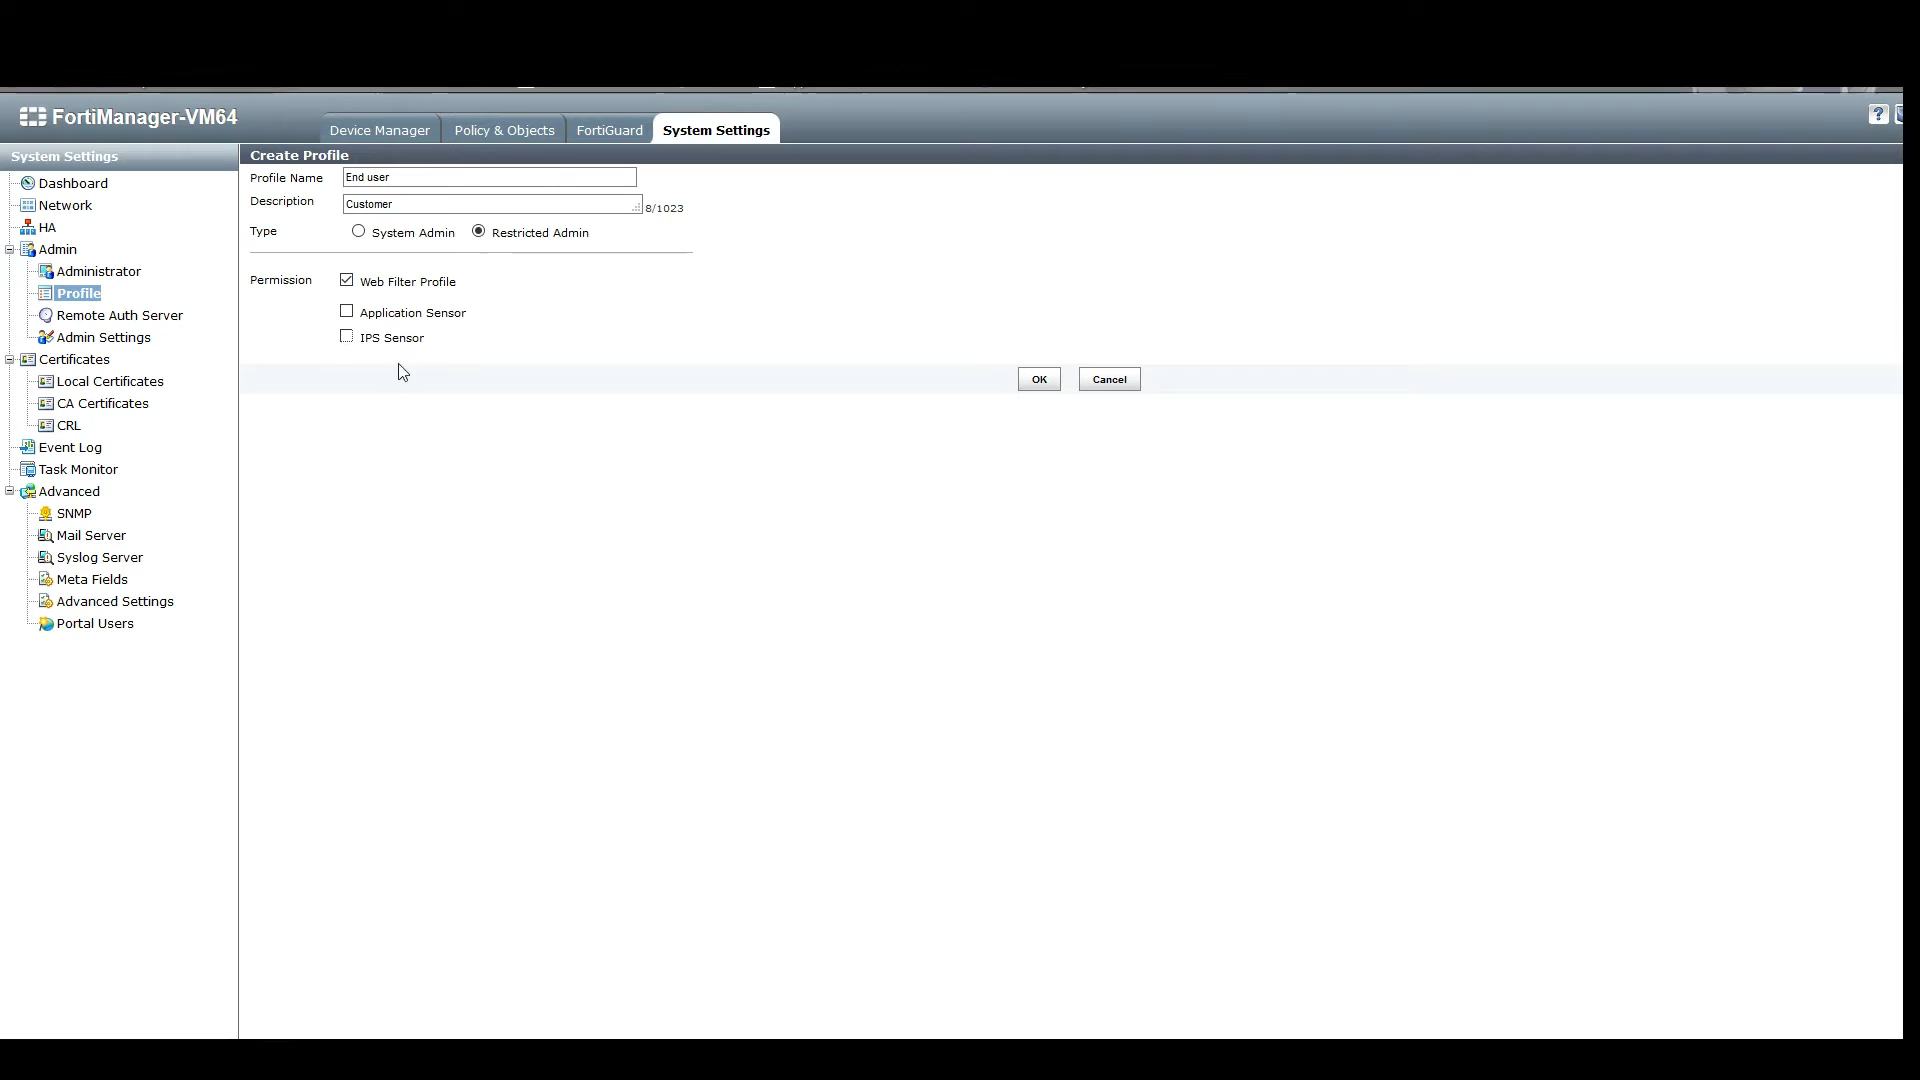 FortiManager-VM64
Device Manager
Policy & Objects
FortiGuard
System Settings
?
System Settings
Dashboard
Network
HA
Admin
Administrator
Profile
Remote Auth Server
Admin Settings
Certificates
Local Certificates
CA Certificates
CRL
Event Log
Task Monitor
Advanced
SNMP
Mail Server
Syslog Server
Meta Fields
Advanced Settings
Portal Users
Create Profile
Profile Name End user
Description Customer 8/1023
Type System Admin Restricted Admin
Permission Web Filter Profile
Application Sensor
IPS Sensor
OK Cancel